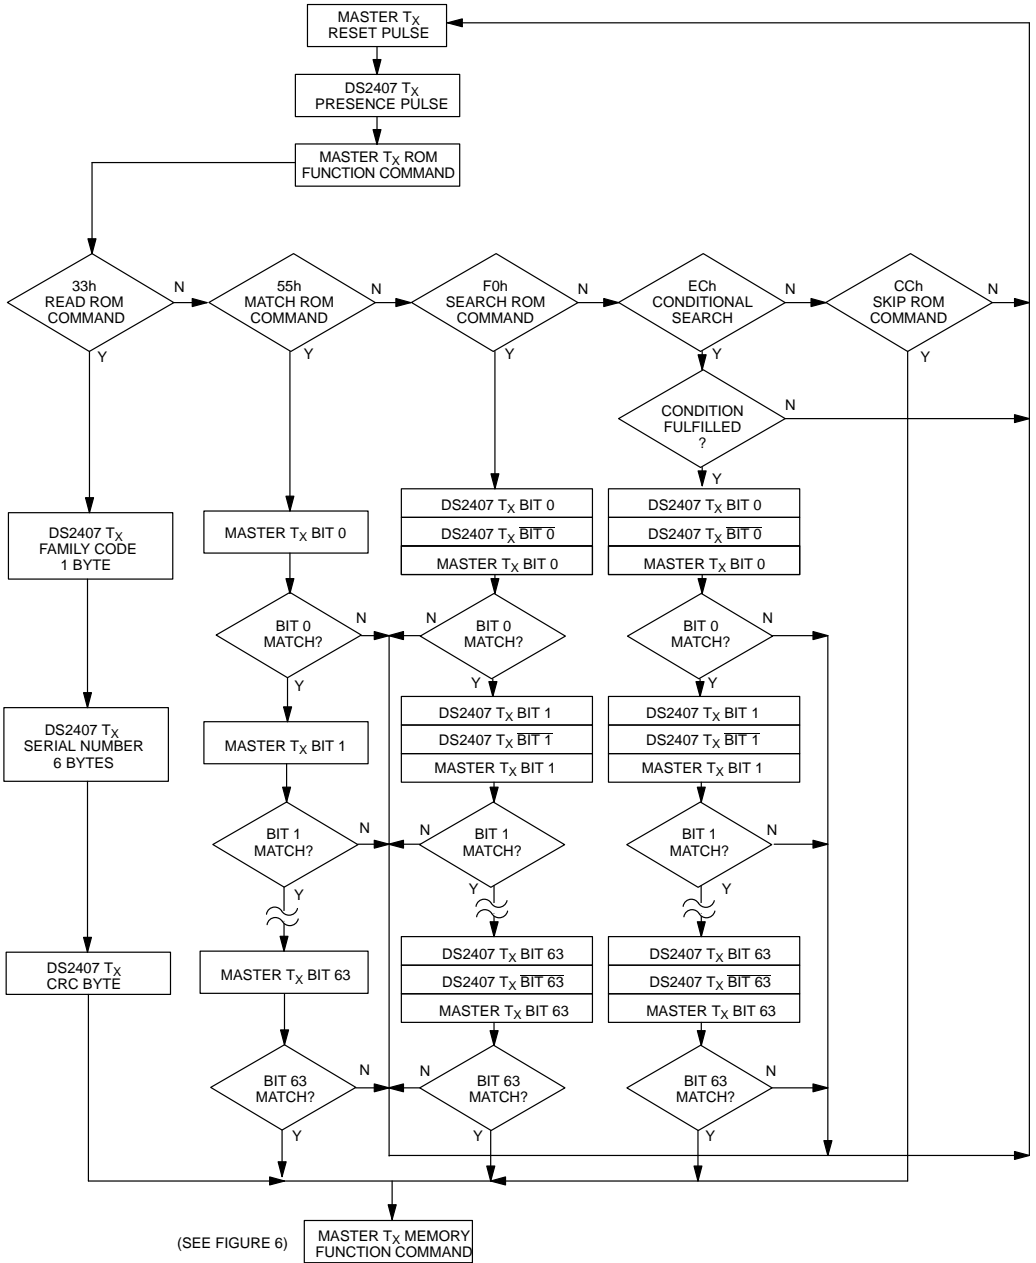 MASTER TX
RESET PULSE
DS2407 TX
PRESENCE PULSE
MASTER TX ROM
FUNCTION COMMAND
33h
READ ROM
COMMAND
N
Y
55h
MATCH ROM
COMMAND
N
Y
F0h
SEARCH ROM
COMMAND
N
Y
ECh
CONDITIONAL
SEARCH
N
Y
CCh
SKIP ROM
COMMAND
N
Y
CONDITION
FULFILLED
?
N
Y
DS2407 TX
FAMILY CODE
1 BYTE
DS2407 TX
SERIAL NUMBER
6 BYTES
DS2407 TX
CRC BYTE
MASTER TX BIT 0
BIT 0
MATCH?
N
Y
MASTER TX BIT 1
BIT 1
MATCH?
N
Y
MASTER TX BIT 63
BIT 63
MATCH?
N
Y
DS2407 TX BIT 0
DS2407 TX BIT 0
MASTER TX BIT 0
BIT 0
MATCH?
N
Y
DS2407 TX BIT 1
DS2407 TX BIT 1
MASTER TX BIT 1
BIT 1
MATCH?
N
Y
DS2407 TX BIT 63
DS2407 TX BIT 63
MASTER TX BIT 63
BIT 63
MATCH?
N
Y
DS2407 TX BIT 0
DS2407 TX BIT 0
MASTER TX BIT 0
BIT 0
MATCH?
N
Y
DS2407 TX BIT 1
DS2407 TX BIT 1
MASTER TX BIT 1
BIT 1
MATCH?
N
Y
DS2407 TX BIT 63
DS2407 TX BIT 63
MASTER TX BIT 63
BIT 63
MATCH?
N
Y
(SEE FIGURE 6)
MASTER TX MEMORY
FUNCTION COMMAND